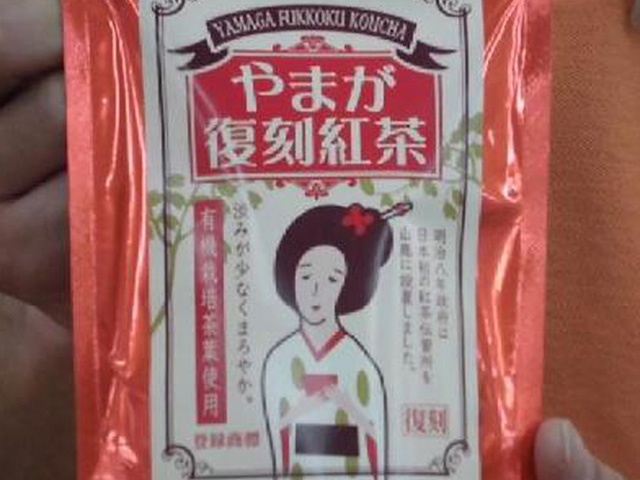 YAMAGA FUKKOKU KOUCHA
やまが
復刻紅茶
明治八年政府は
日本初の紅茶伝習所を
山鹿に設置しました。
渋みが少なくまろやか。
有機栽培茶葉使用
復刻
登録商標